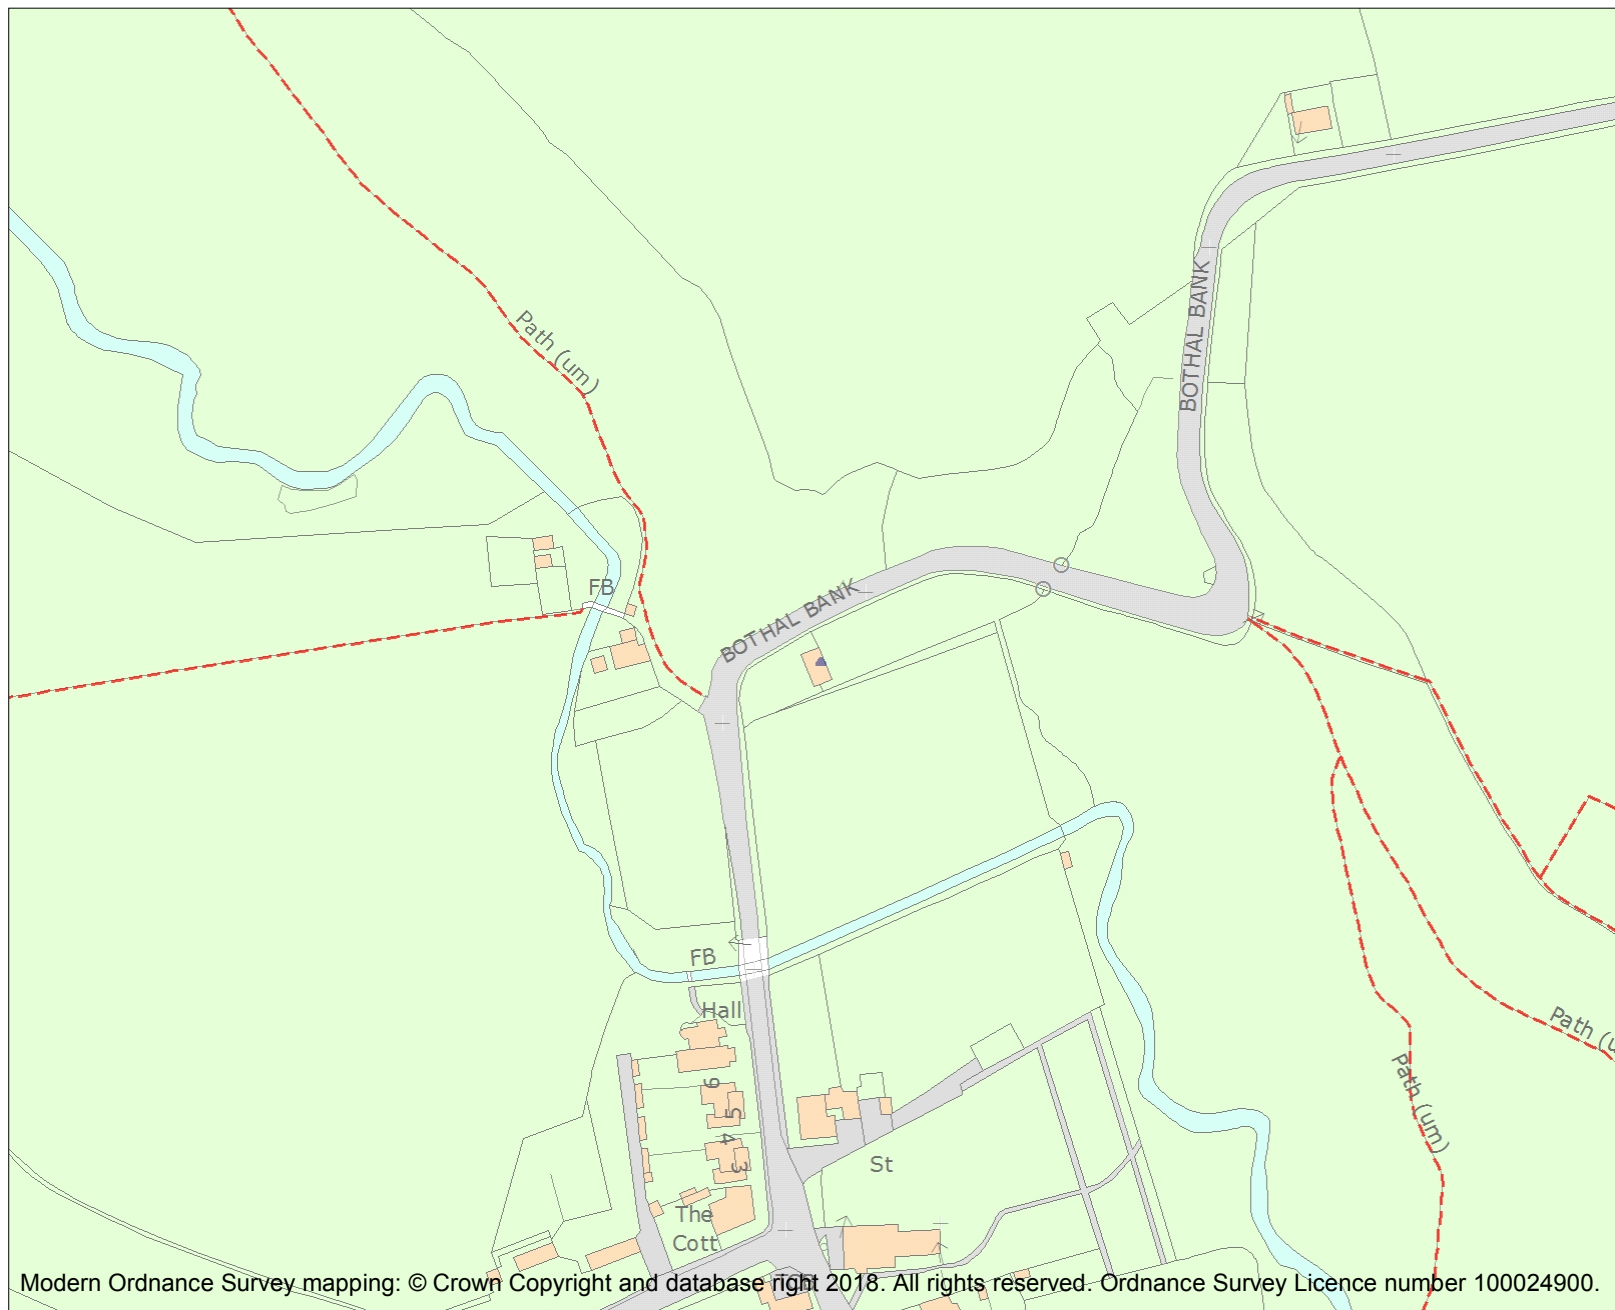 Path (um)
BOTHAL BANK
FB
BOTHAL BANK
FB
Hall
6
5
4
3
St
The
Cott
Path (u
Path (um)
Modern Ordnance Survey mapping: © Crown Copyright and database right 2018. All rights reserved. Ordnance Survey Licence number 100024900.